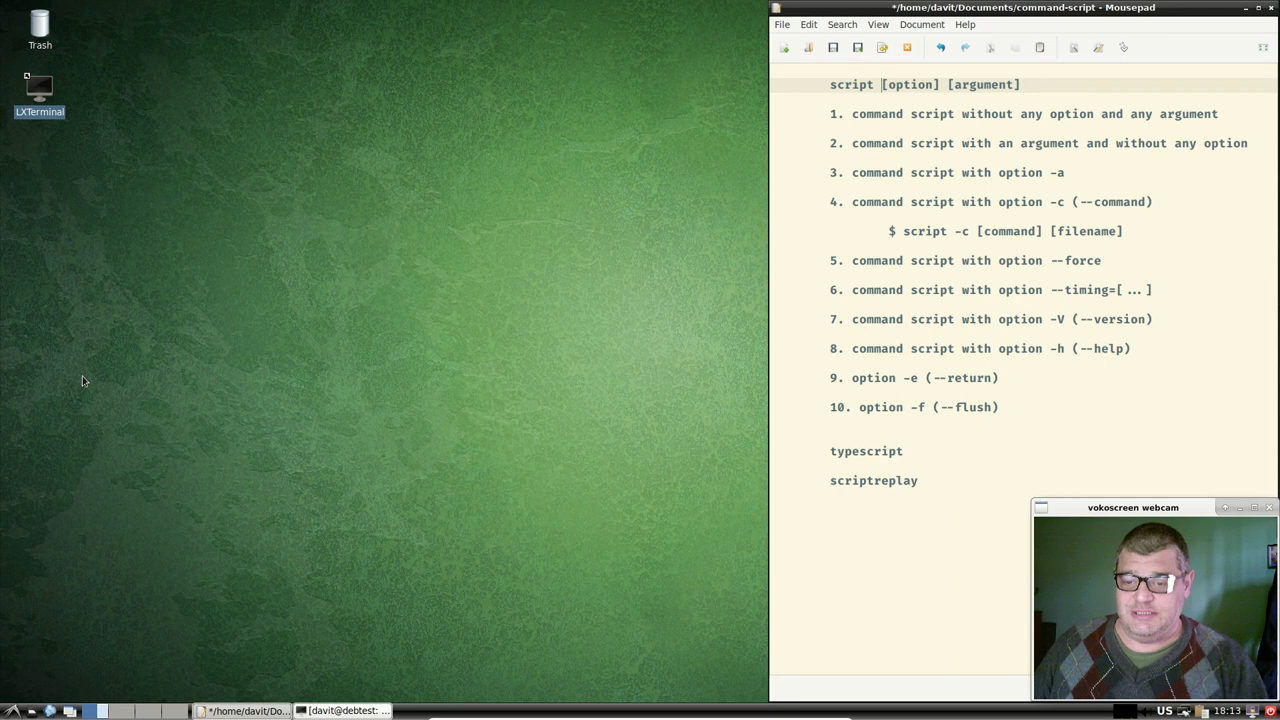 */home/davit/Documents/command-script - Mousepad
File Edit Search View Document Help
Trash
LXTerminal
script [option] [argument]
1. command script without any option and any argument
2. command script with an argument and without any option
3. command script with option -a
4. command script with option -c (--command)
$ script -c [command] [filename]
5. command script with option --force
6. command script with option --timing=[...]
7. command script with option -V (--version)
8. command script with option -h (--help)
9. option -e (--return)
10. option -f (--flush)
typescript
scriptreplay
vokoscreen webcam
*/home/davit/Do...
[davit@debtest: ...
US
18:13